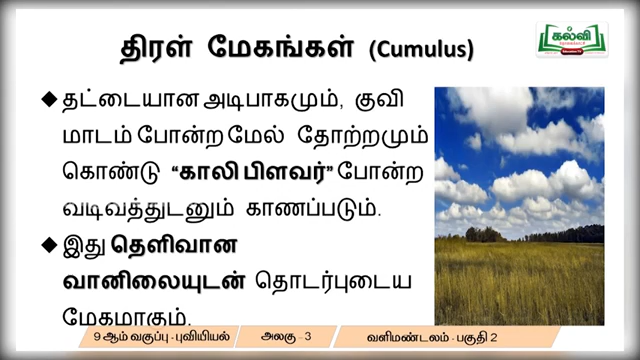 திரள் மேகங்கள் (Cumulus)
கல்வி
◆தட்டையான அடிபாகமும், குவி
மாடம் போன்ற மேல் தோற்றமும்
கொண்டு “காலி பிளவர்” போன்ற
வடிவத்துடனும் காணப்படும்.
◆இது தெளிவான
வானிலையுடன் தொடர்புடைய
மேகமாகும்.
9 ஆம் வகுப்பு - புவியியல் அலகு – 3 வளிமண்டலம் - பகுதி 2